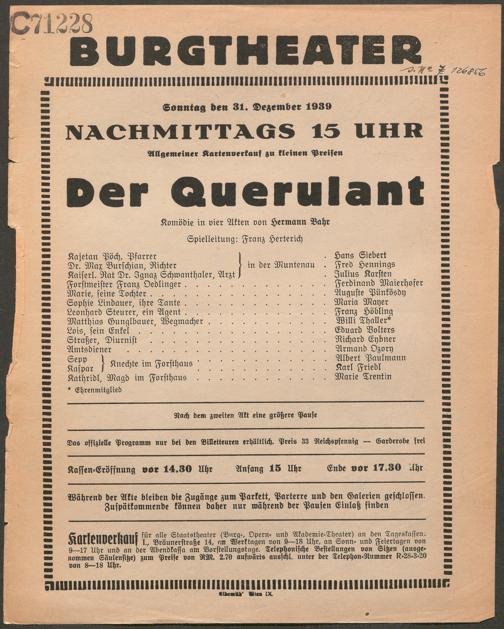 C71228
BURGTHEATER
Sonntag den 31. Dezember 1939
NACHMITTAGS 15 UHR
Allgemeiner Kartenverkauf zu kleinen Preisen
Der Querulant
Komödie in vier Akten von Hermann Bahr
Spielleitung: Franz Herterich
Kajetan Pöch, Pfarrer Hans Siebert
Dr. Max Burschian, Richter } in der Muntenau . Fred Hennings
Kaiserl. Rat Dr. Ignaz Schwanthaler, Arzt Julius Karsten
Forstmeister Franz Oedlinger . . . Ferdinand Maierhofer
Marie, seine Tochter . . . Auguste Pünkösdy
Sophie Lindauer, ihre Tante . . . Maria Mayer
Leonhard Steurer, ein Agent . . . Franz Höbling
Matthias Gunglbauer, Wegmacher . . . Willi Thaller*
Lois, sein Enkel . . . Eduard Volters
Straßer, Diurnist . . . Richard Eybner
Amtsdiener . . . Armand Ozory
Sepp Albert Paulmann
} Knechte im Forsthaus
Kaspar Karl Friedl
Kathridl, Magd im Forsthaus . . . Marie Trentin
* Ehrenmitglied
Nach dem zweiten Akt eine größere Pause
Das offizielle Programm nur bei den Billetteuren erhältlich. Preis 33 Reichspfennig — Garderobe frei
Kassen-Eröffnung vor 14.30 Uhr Anfang 15 Uhr Ende vor 17.30 Uhr
Während der Akte bleiben die Zugänge zum Parkett, Parterre und den Galerien geschlossen.
Zuspätkommende können daher nur während der Pausen Einlaß finden
Kartenverkauf für alle Staatstheater (Burg-, Opern- und Akademie-Theater) an den Tageskassen:
I., Bräunerstraße 14, an Werktagen von 9—18 Uhr, an Sonn- und Feiertagen von
9—17 Uhr und an der Abendkassa am Vorstellungstage. Telephonische Bestellungen von Sitzen (ausge-
nommen Säulensitze) zum Preise von RM. 2.70 aufwärts ausschl. unter der Telephon-Nummer R-28-3-20
von 8—18 Uhr.